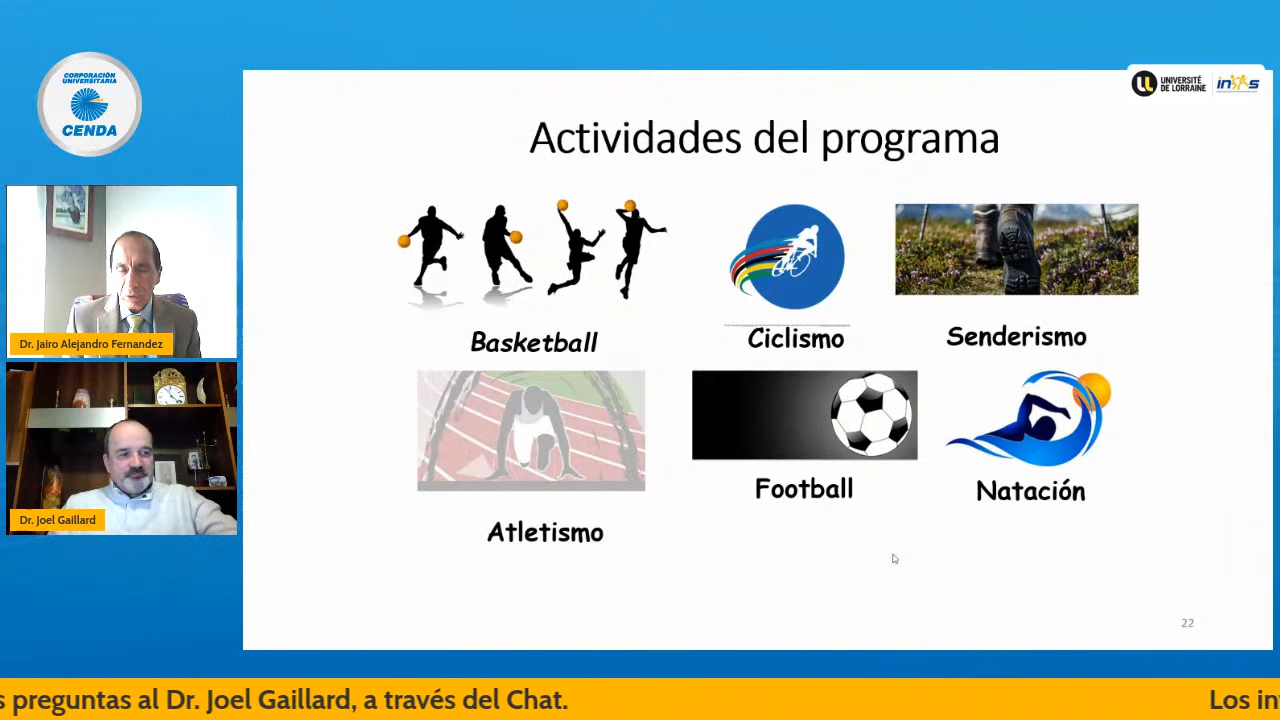 CORPORACIÓN
UNIVERSITARIA
CENDA
UNIVERSITÉ
DE LORRAINE
Actividades del programa
Basketball
Ciclismo
Senderismo
Atletismo
Football
Natación
22
Dr. Jairo Alejandro Fernandez
Dr. Joel Gaillard
s preguntas al Dr. Joel Gaillard, a través del Chat.
Los in